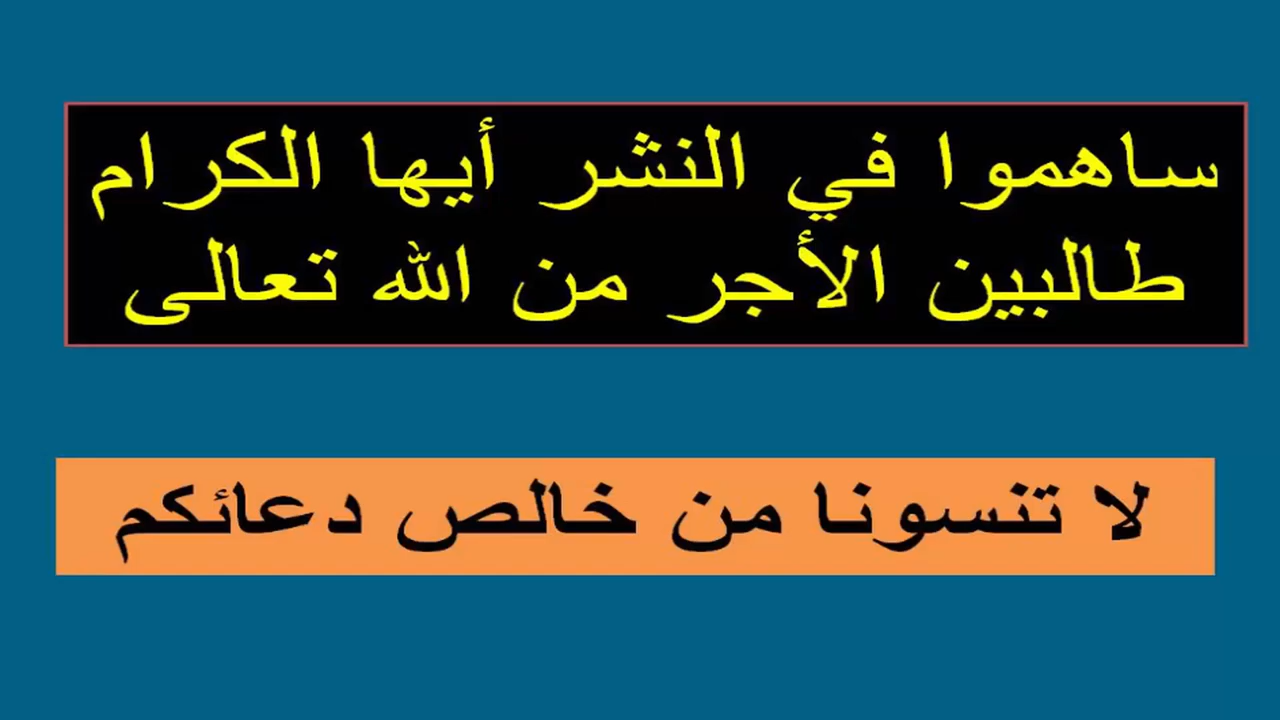 ساهموا في النشر أيها الكرام
طالبين الأجر من الله تعالى
لا تنسونا من خالص دعائكم